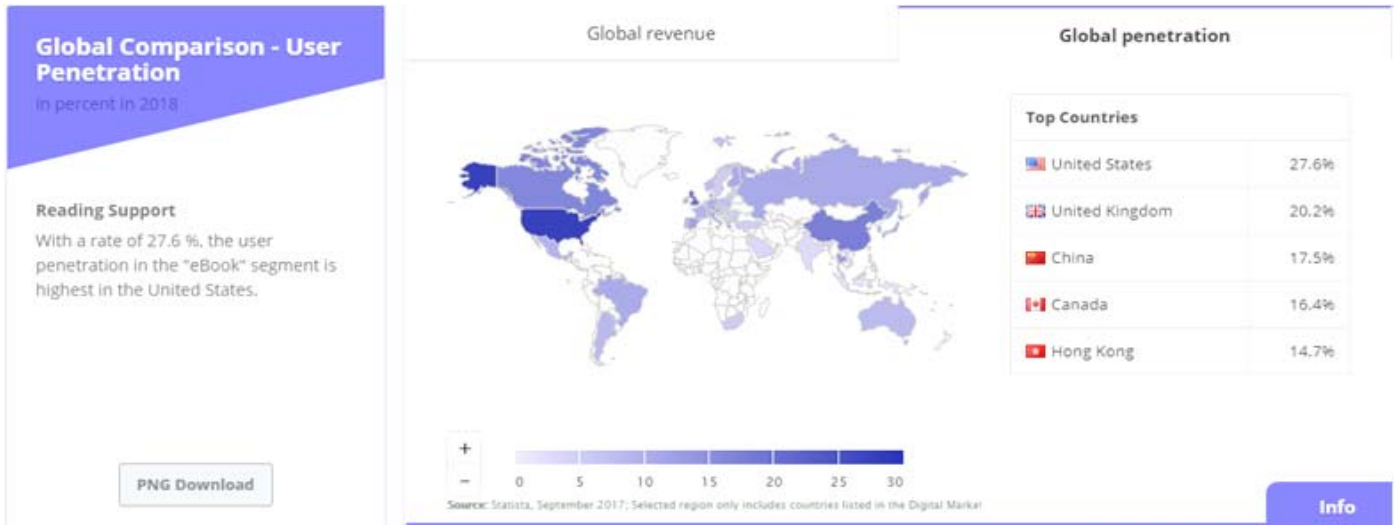 Global Comparison - User
Penetration
in percent in 2018
Reading Support
With a rate of 27.6 %, the user
penetration in the "eBook" segment is
highest in the United States.
PNG Download
Global revenue
Global penetration
Top Countries
United States 27.6%
United Kingdom 20.2%
China 17.5%
Canada 16.4%
Hong Kong 14.7%
+
−
0 5 10 15 20 25 30
Source: Statista, September 2017; Selected region only includes countries listed in the Digital Market
Info